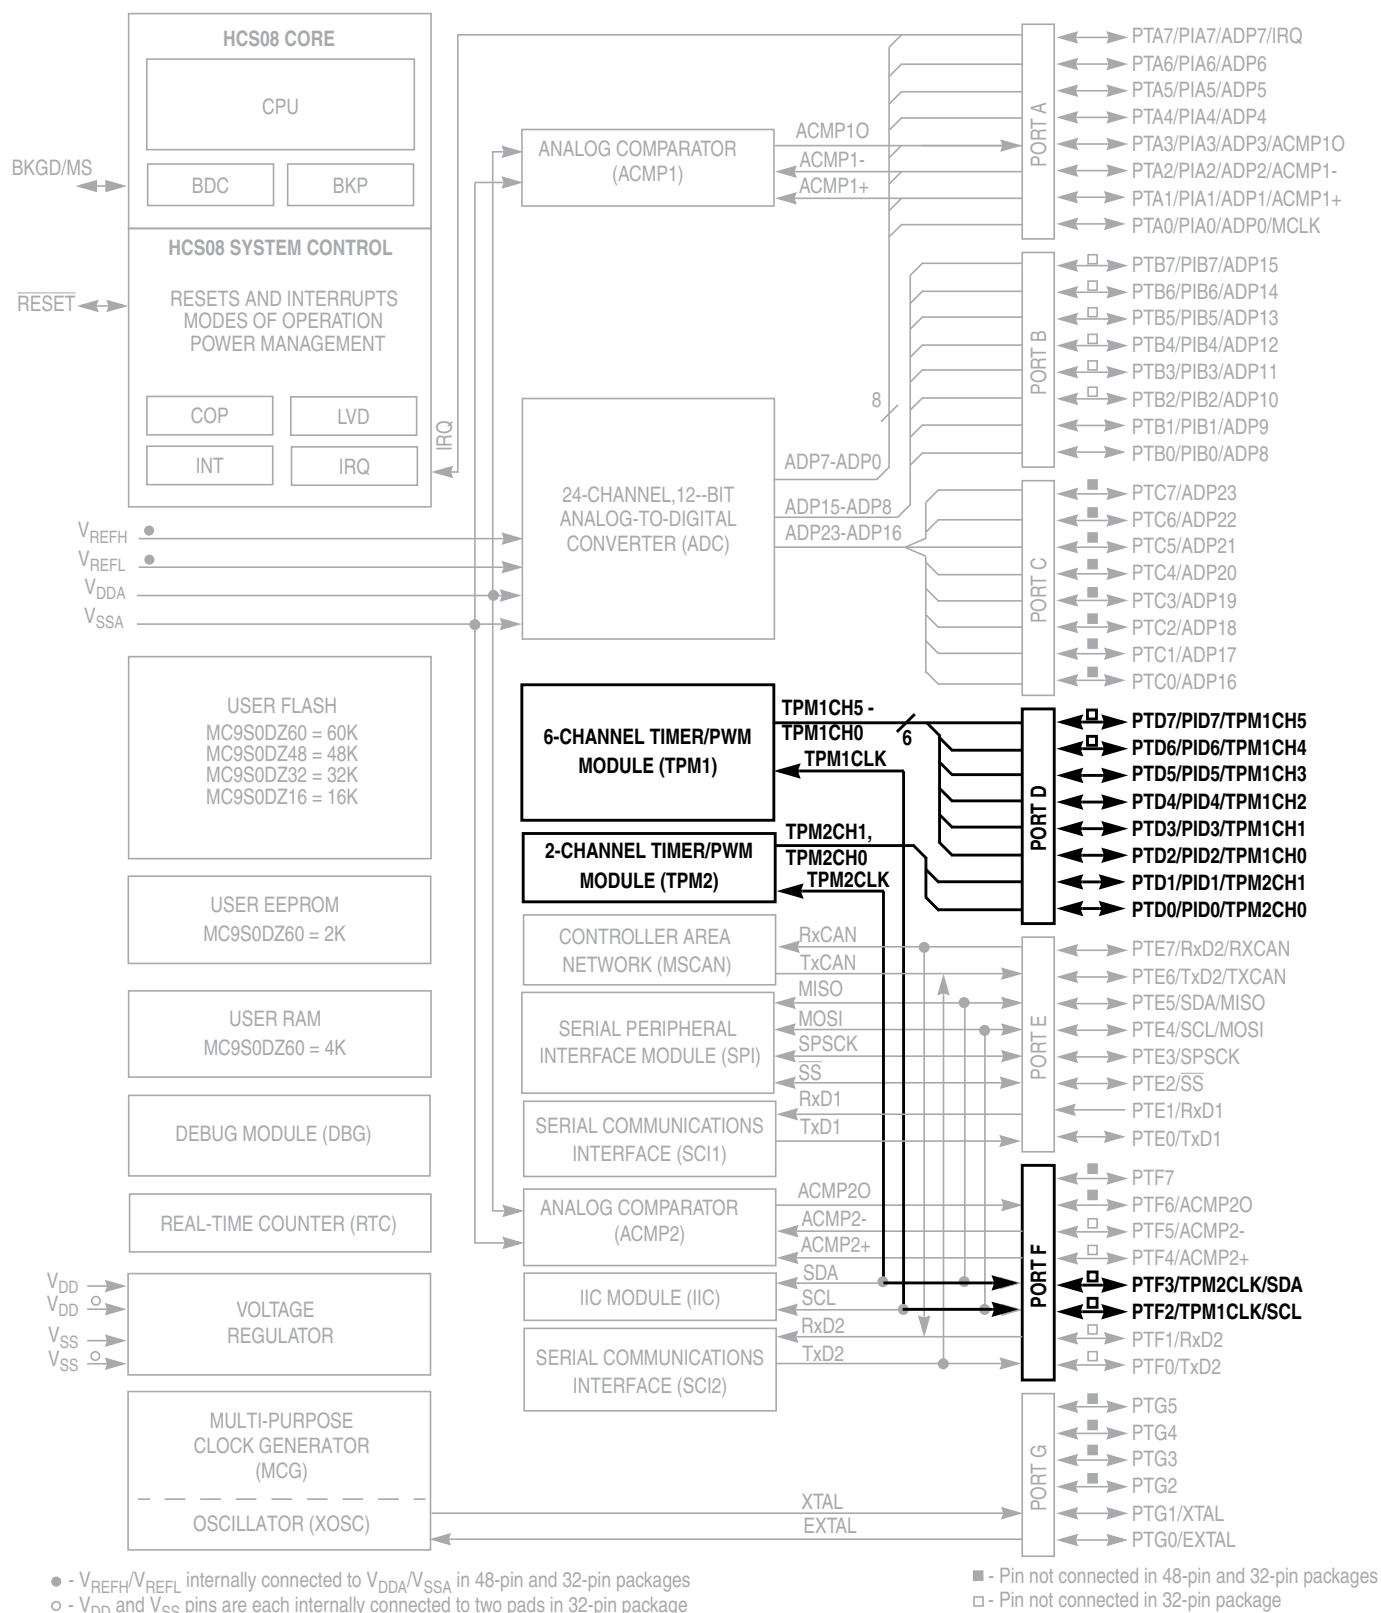 HCS08 CORE
CPU
BDC
BKP
BKGD/MS
HCS08 SYSTEM CONTROL
RESETS AND INTERRUPTS
MODES OF OPERATION
POWER MANAGEMENT
RESET
COP
LVD
INT
IRQ
IRQ
VREFH
VREFL
VDDA
VSSA
USER FLASH
MC9S0DZ60 = 60K
MC9S0DZ48 = 48K
MC9S0DZ32 = 32K
MC9S0DZ16 = 16K
USER EEPROM
MC9S0DZ60 = 2K
USER RAM
MC9S0DZ60 = 4K
DEBUG MODULE (DBG)
REAL-TIME COUNTER (RTC)
VDD
VDD
VSS
VSS
VOLTAGE
REGULATOR
MULTI-PURPOSE
CLOCK GENERATOR
(MCG)
OSCILLATOR (XOSC)
ANALOG COMPARATOR
(ACMP1)
ACMP1O
ACMP1-
ACMP1+
24-CHANNEL,12--BIT
ANALOG-TO-DIGITAL
CONVERTER (ADC)
8
ADP7-ADP0
ADP15-ADP8
ADP23-ADP16
6-CHANNEL TIMER/PWM
MODULE (TPM1)
TPM1CH5 -
TPM1CH0
6
TPM1CLK
2-CHANNEL TIMER/PWM
MODULE (TPM2)
TPM2CH1,
TPM2CH0
TPM2CLK
CONTROLLER AREA
NETWORK (MSCAN)
RxCAN
TxCAN
SERIAL PERIPHERAL
INTERFACE MODULE (SPI)
MISO
MOSI
SPSCK
SS
SERIAL COMMUNICATIONS
INTERFACE (SCI1)
RxD1
TxD1
ANALOG COMPARATOR
(ACMP2)
ACMP2O
ACMP2-
ACMP2+
IIC MODULE (IIC)
SDA
SCL
SERIAL COMMUNICATIONS
INTERFACE (SCI2)
RxD2
TxD2
XTAL
EXTAL
PORT A
PTA7/PIA7/ADP7/IRQ
PTA6/PIA6/ADP6
PTA5/PIA5/ADP5
PTA4/PIA4/ADP4
PTA3/PIA3/ADP3/ACMP1O
PTA2/PIA2/ADP2/ACMP1-
PTA1/PIA1/ADP1/ACMP1+
PTA0/PIA0/ADP0/MCLK
PORT B
PTB7/PIB7/ADP15
PTB6/PIB6/ADP14
PTB5/PIB5/ADP13
PTB4/PIB4/ADP12
PTB3/PIB3/ADP11
PTB2/PIB2/ADP10
PTB1/PIB1/ADP9
PTB0/PIB0/ADP8
PORT C
PTC7/ADP23
PTC6/ADP22
PTC5/ADP21
PTC4/ADP20
PTC3/ADP19
PTC2/ADP18
PTC1/ADP17
PTC0/ADP16
PORT D
PTD7/PID7/TPM1CH5
PTD6/PID6/TPM1CH4
PTD5/PID5/TPM1CH3
PTD4/PID4/TPM1CH2
PTD3/PID3/TPM1CH1
PTD2/PID2/TPM1CH0
PTD1/PID1/TPM2CH1
PTD0/PID0/TPM2CH0
PORT E
PTE7/RxD2/RXCAN
PTE6/TxD2/TXCAN
PTE5/SDA/MISO
PTE4/SCL/MOSI
PTE3/SPSCK
PTE2/SS
PTE1/RxD1
PTE0/TxD1
PORT F
PTF7
PTF6/ACMP2O
PTF5/ACMP2-
PTF4/ACMP2+
PTF3/TPM2CLK/SDA
PTF2/TPM1CLK/SCL
PTF1/RxD2
PTF0/TxD2
PORT G
PTG5
PTG4
PTG3
PTG2
PTG1/XTAL
PTG0/EXTAL
● - VREFH/VREFL internally connected to VDDA/VSSA in 48-pin and 32-pin packages
○ - VDD and VSS pins are each internally connected to two pads in 32-pin package
■ - Pin not connected in 48-pin and 32-pin packages
□ - Pin not connected in 32-pin package